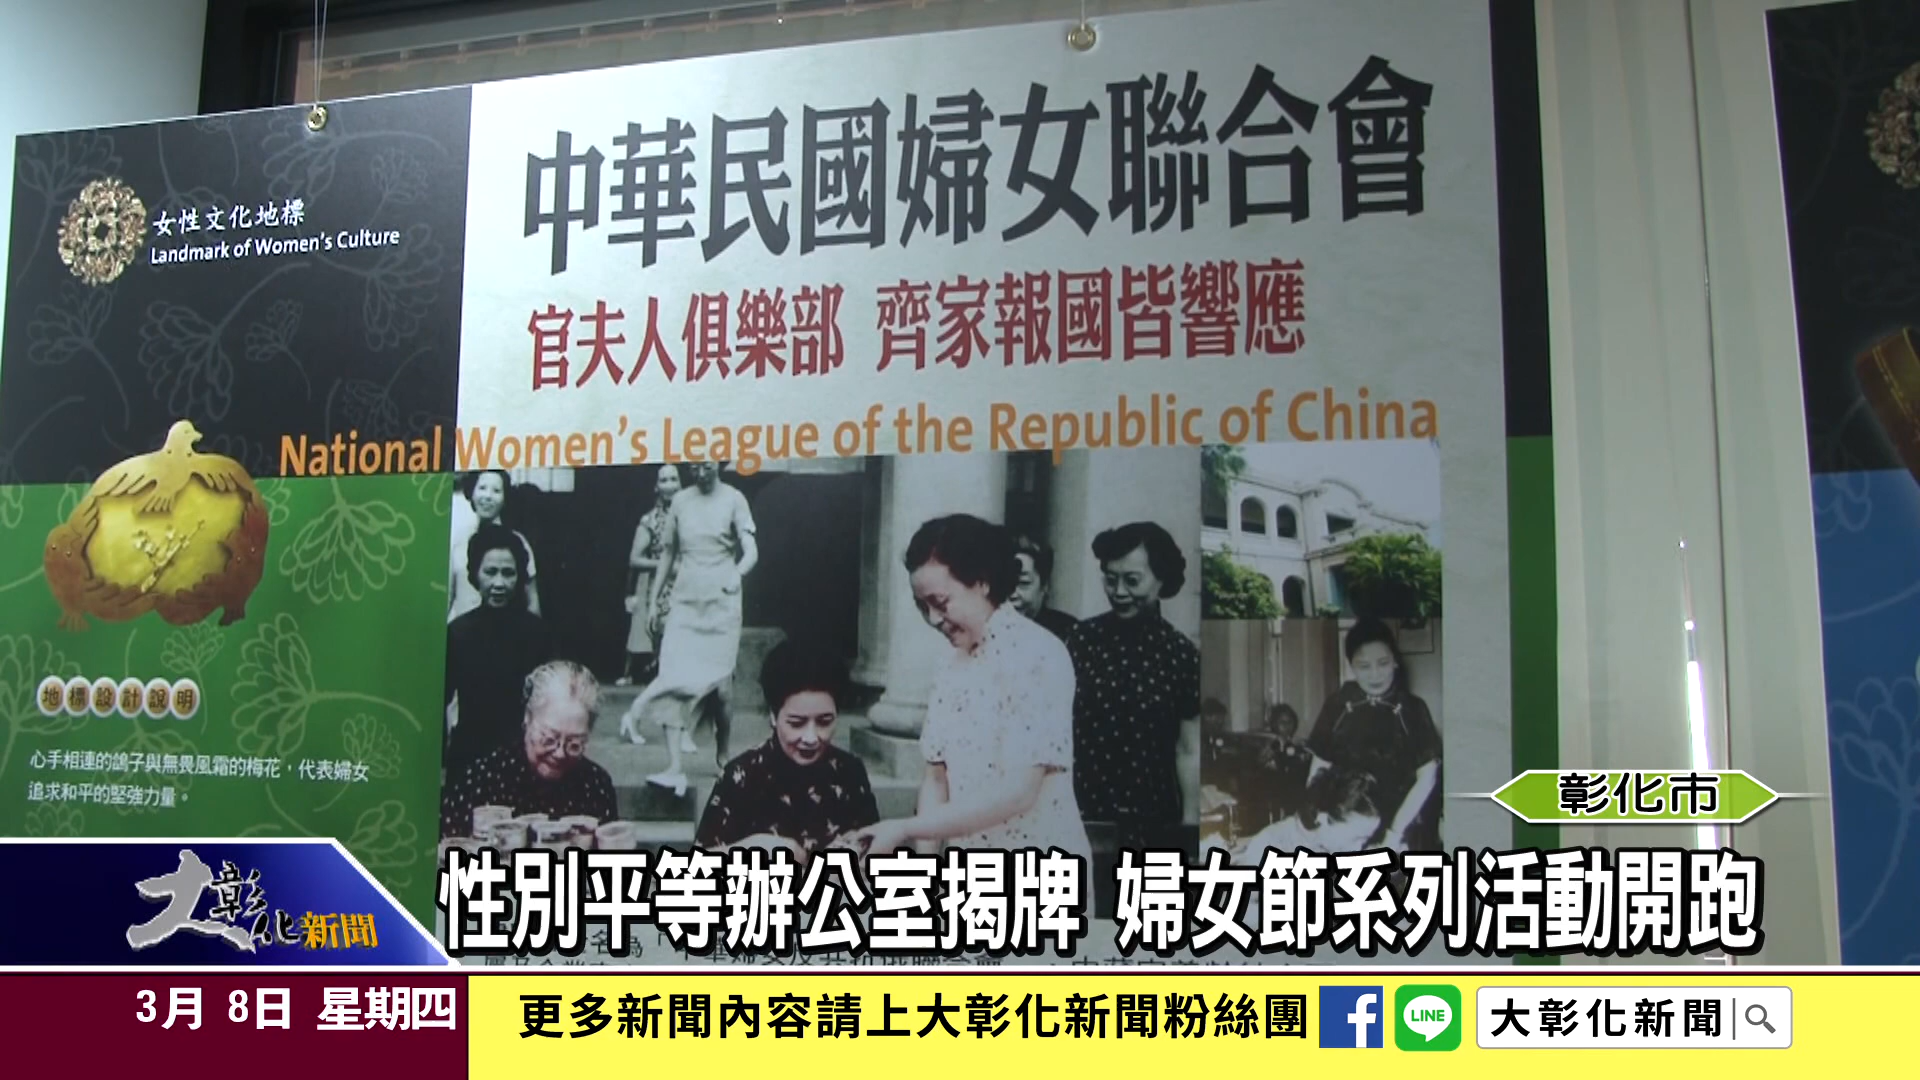 中華民國婦女聯合會
女性文化地標
Landmark of Women's Culture
官夫人俱樂部 齊家報國皆響應
National Women's League of the Republic of China
地標設計說明
心手相連的鴿子與無畏風霜的梅花，代表婦女
追求和平的堅強力量。
彰化市
大彰化新聞
性別平等辦公室揭牌 婦女節系列活動開跑
3月 8日 星期四
更多新聞內容請上大彰化新聞粉絲團
LINE
大彰化新聞